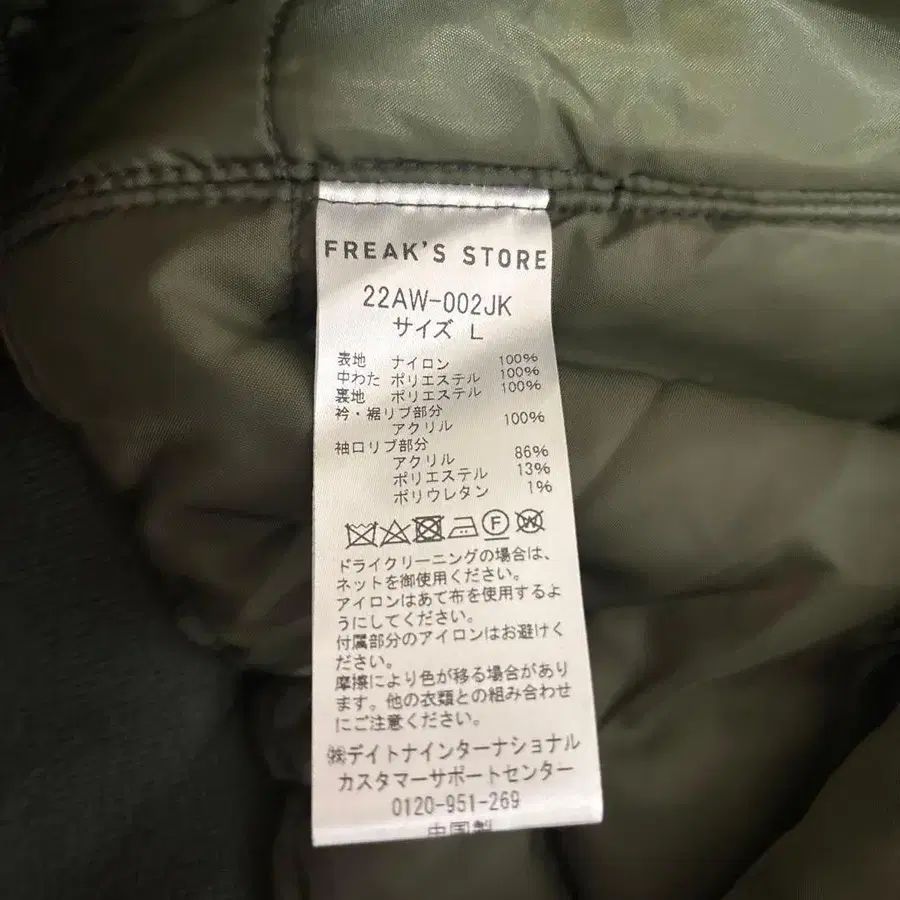 FREAK'S STORE
22AW-002JK
サイズ L
表地 ナイロン 100%
中わた ポリエステル 100%
裏地 ポリエステル 100%
衿・裾リブ部分
アクリル 100%
袖口リブ部分
アクリル 86%
ポリエステル 13%
ポリウレタン 1%
F W
ドライクリーニングの場合は、
ネットを御使用ください。
アイロンはあて布を使用するよ
うにしてください。
付属部分のアイロンはお避けく
ださい。
摩擦により色が移る場合があり
ます。他の衣類との組み合わせ
にご注意ください。
㈱デイトナインターナショナル
カスタマーサポートセンター
0120-951-269
中国製